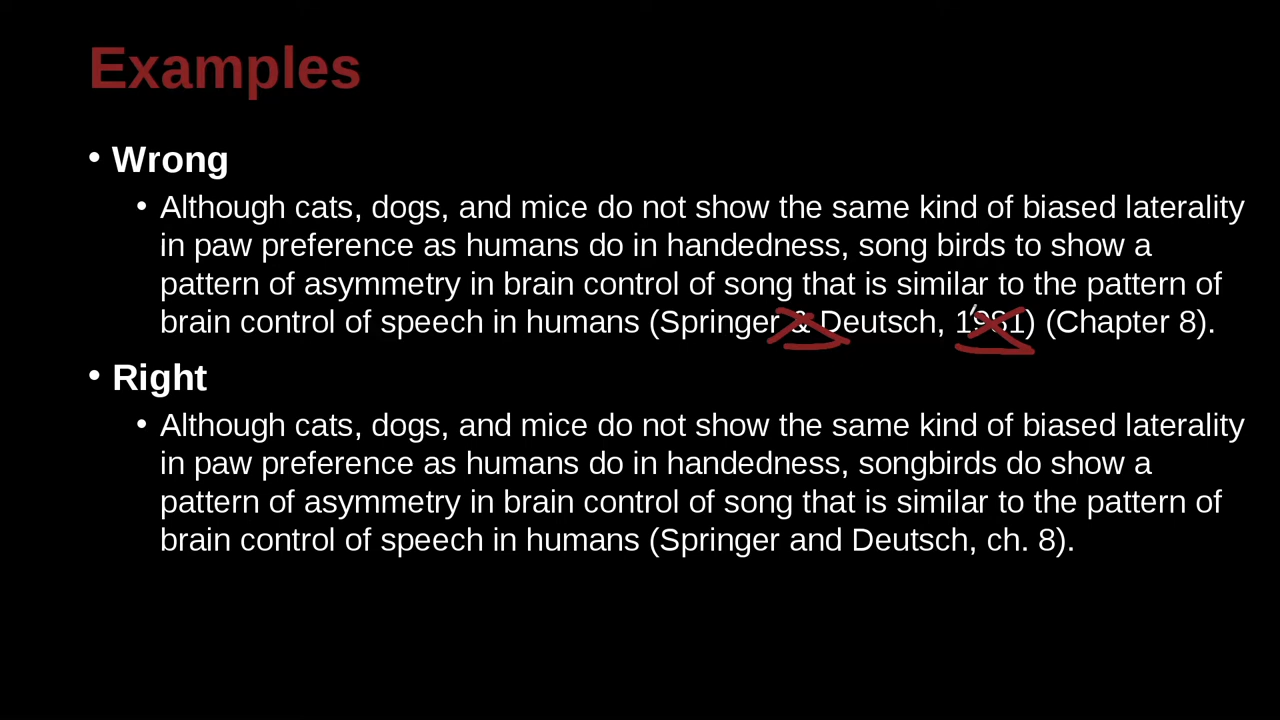 Examples
• Wrong
• Although cats, dogs, and mice do not show the same kind of biased laterality
in paw preference as humans do in handedness, song birds to show a
pattern of asymmetry in brain control of song that is similar to the pattern of
brain control of speech in humans (Springer & Deutsch, 1981) (Chapter 8).
• Right
• Although cats, dogs, and mice do not show the same kind of biased laterality
in paw preference as humans do in handedness, songbirds do show a
pattern of asymmetry in brain control of song that is similar to the pattern of
brain control of speech in humans (Springer and Deutsch, ch. 8).